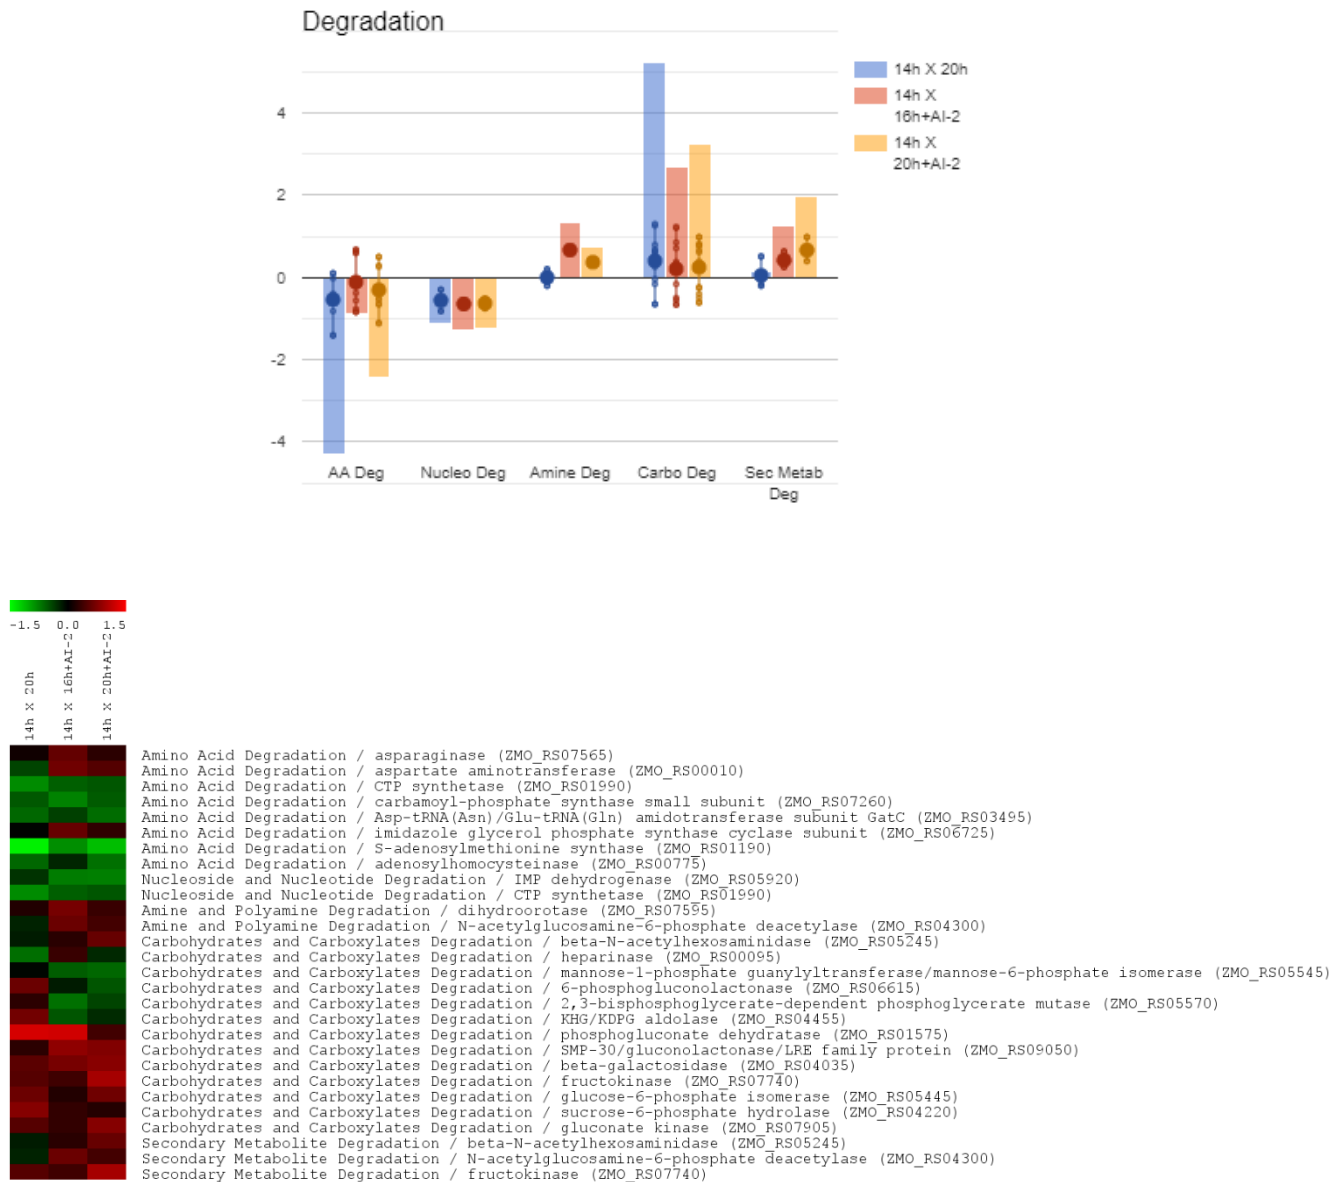 Degradation
14h X 20h
14h X
16h+AI-2
14h X
20h+AI-2
4
2
0
-2
-4
AA Deg
Nucleo Deg
Amine Deg
Carbo Deg
Sec Metab
Deg
-1.5 0.0 1.5
14h X 20h
14h X 16h+AI-2
14h X 20h+AI-2
Amino Acid Degradation / asparaginase (ZMO_RS07565)
Amino Acid Degradation / aspartate aminotransferase (ZMO_RS00010)
Amino Acid Degradation / CTP synthetase (ZMO_RS01990)
Amino Acid Degradation / carbamoyl-phosphate synthase small subunit (ZMO_RS07260)
Amino Acid Degradation / Asp-tRNA(Asn)/Glu-tRNA(Gln) amidotransferase subunit GatC (ZMO_RS03495)
Amino Acid Degradation / imidazole glycerol phosphate synthase cyclase subunit (ZMO_RS06725)
Amino Acid Degradation / S-adenosylmethionine synthase (ZMO_RS01190)
Amino Acid Degradation / adenosylhomocysteinase (ZMO_RS00775)
Nucleoside and Nucleotide Degradation / IMP dehydrogenase (ZMO_RS05920)
Nucleoside and Nucleotide Degradation / CTP synthetase (ZMO_RS01990)
Amine and Polyamine Degradation / dihydroorotase (ZMO_RS07595)
Amine and Polyamine Degradation / N-acetylglucosamine-6-phosphate deacetylase (ZMO_RS04300)
Carbohydrates and Carboxylates Degradation / beta-N-acetylhexosaminidase (ZMO_RS05245)
Carbohydrates and Carboxylates Degradation / heparinase (ZMO_RS00095)
Carbohydrates and Carboxylates Degradation / mannose-1-phosphate guanylyltransferase/mannose-6-phosphate isomerase (ZMO_RS05545)
Carbohydrates and Carboxylates Degradation / 6-phosphogluconolactonase (ZMO_RS06615)
Carbohydrates and Carboxylates Degradation / 2,3-bisphosphoglycerate-dependent phosphoglycerate mutase (ZMO_RS05570)
Carbohydrates and Carboxylates Degradation / KHG/KDPG aldolase (ZMO_RS04455)
Carbohydrates and Carboxylates Degradation / phosphogluconate dehydratase (ZMO_RS01575)
Carbohydrates and Carboxylates Degradation / SMP-30/gluconolactonase/LRE family protein (ZMO_RS09050)
Carbohydrates and Carboxylates Degradation / beta-galactosidase (ZMO_RS04035)
Carbohydrates and Carboxylates Degradation / fructokinase (ZMO_RS07740)
Carbohydrates and Carboxylates Degradation / glucose-6-phosphate isomerase (ZMO_RS05445)
Carbohydrates and Carboxylates Degradation / sucrose-6-phosphate hydrolase (ZMO_RS04220)
Carbohydrates and Carboxylates Degradation / gluconate kinase (ZMO_RS07905)
Secondary Metabolite Degradation / beta-N-acetylhexosaminidase (ZMO_RS05245)
Secondary Metabolite Degradation / N-acetylglucosamine-6-phosphate deacetylase (ZMO_RS04300)
Secondary Metabolite Degradation / fructokinase (ZMO_RS07740)